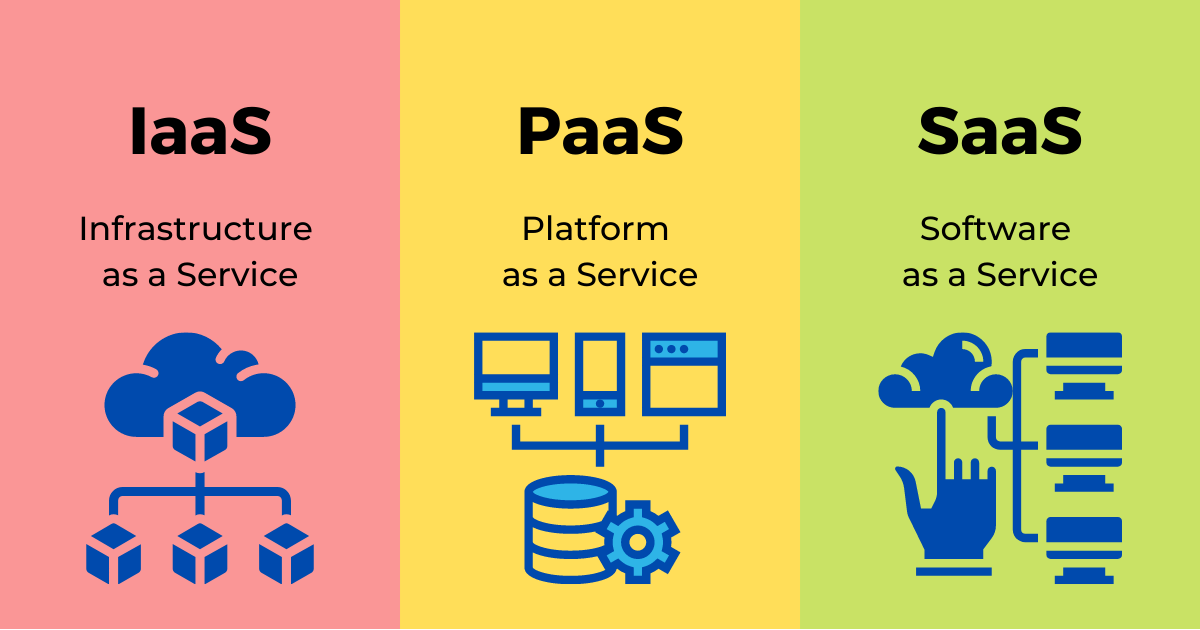 IaaS
Infrastructure
as a Service
PaaS
Platform
as a Service
SaaS
Software
as a Service